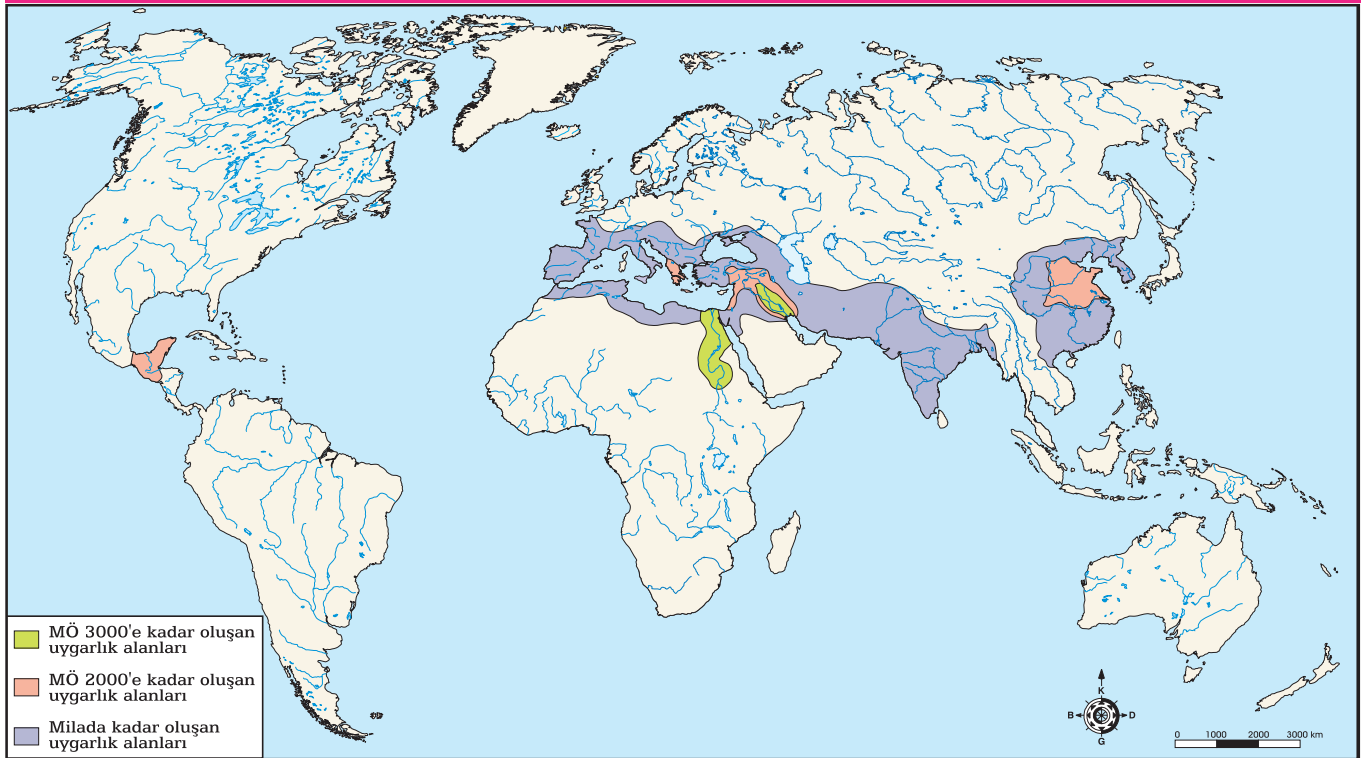 MÖ 3000'e kadar oluşan
uygarlık alanları
MÖ 2000'e kadar oluşan
uygarlık alanları
Milada kadar oluşan
uygarlık alanları
K
B
D
G
0 1000 2000 3000 km